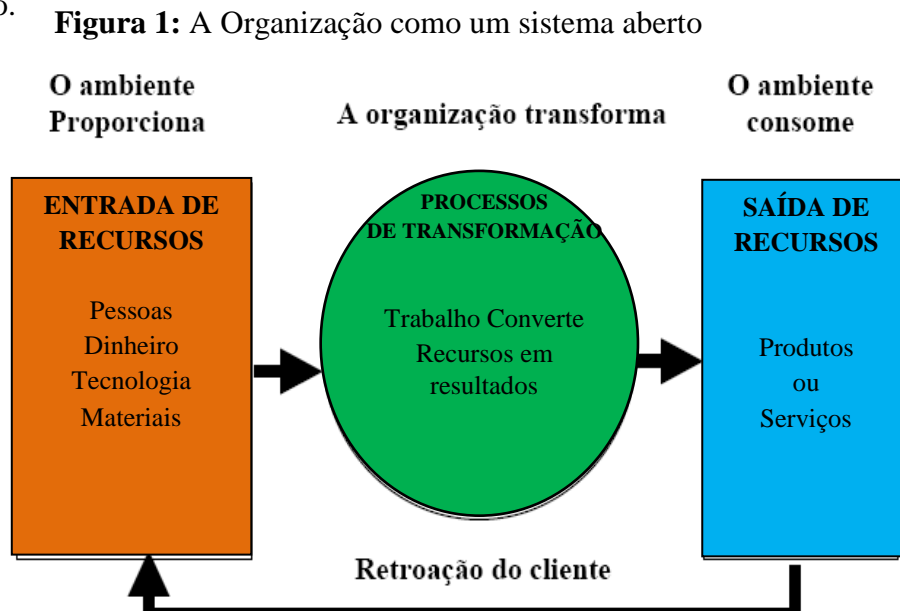 o.
Figura 1: A Organização como um sistema aberto
O ambiente
Proporciona
A organização transforma
O ambiente
consome
ENTRADA DE
RECURSOS
Pessoas
Dinheiro
Tecnologia
Materiais
PROCESSOS
DE TRANSFORMAÇÃO
Trabalho Converte
Recursos em
resultados
SAÍDA DE
RECURSOS
Produtos
ou
Serviços
Retroação do cliente